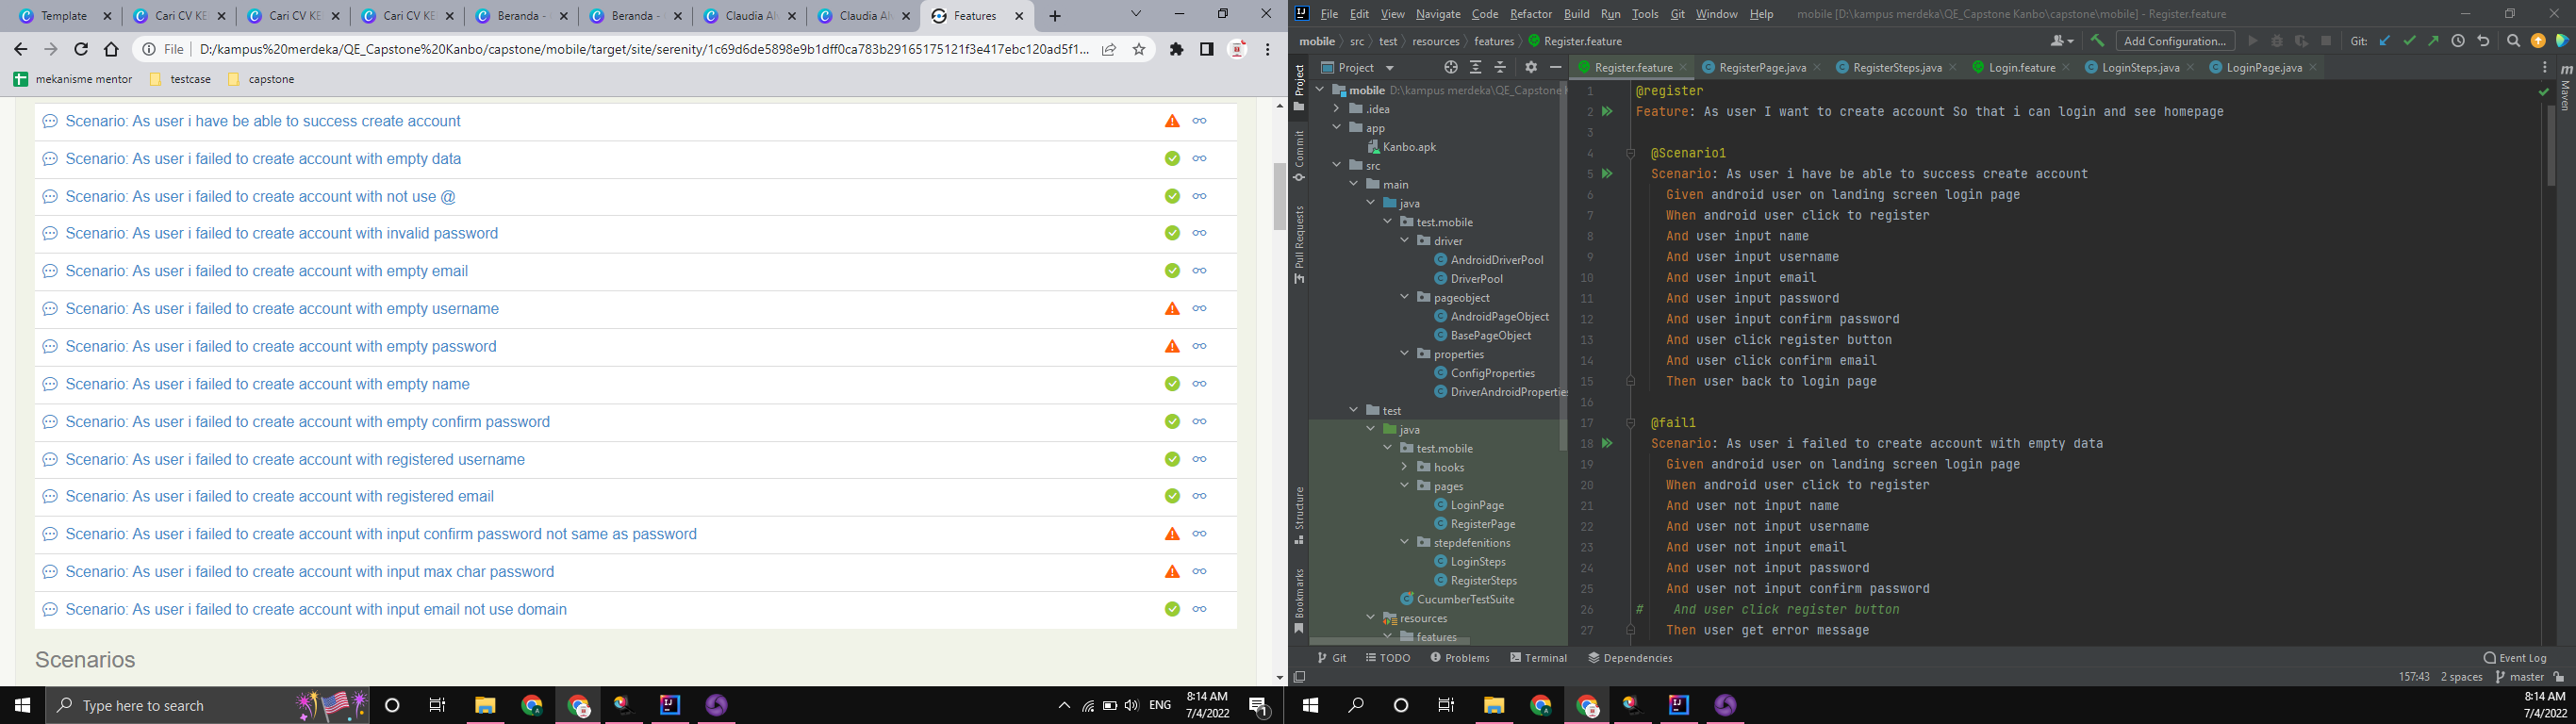 Template
Cari CV KE
Cari CV KE
Cari CV KE
Beranda -
Beranda -
Claudia Al
Claudia Al
Features
File
D:/kampus%20merdeka/QE_Capstone%20Kanbo/capstone/mobile/target/site/serenity/1c69d6de5898e9b1dff0ca783b29165175121f3e417ebc120ad5f1...
mekanisme mentor
testcase
capstone
Scenario: As user i have be able to success create account
Scenario: As user i failed to create account with empty data
Scenario: As user i failed to create account with not use @
Scenario: As user i failed to create account with invalid password
Scenario: As user i failed to create account with empty email
Scenario: As user i failed to create account with empty username
Scenario: As user i failed to create account with empty password
Scenario: As user i failed to create account with empty name
Scenario: As user i failed to create account with empty confirm password
Scenario: As user i failed to create account with registered username
Scenario: As user i failed to create account with registered email
Scenario: As user i failed to create account with input confirm password not same as password
Scenario: As user i failed to create account with input max char password
Scenario: As user i failed to create account with input email not use domain
Scenarios
Type here to search
ENG
8:14 AM
7/4/2022
1
File Edit View Navigate Code Refactor Build Run Tools Git Window Help
mobile [D:\kampus merdeka\QE_Capstone Kanbo\capstone\mobile] - Register.feature
mobile src test resources features Register.feature
Add Configuration...
Git:
Project
Register.feature
RegisterPage.java
RegisterSteps.java
Login.feature
LoginSteps.java
LoginPage.java
Project
Commit
Pull Requests
Structure
Bookmarks
mobile D:\kampus merdeka\QE_Capstone
.idea
app
Kanbo.apk
src
main
java
test.mobile
driver
AndroidDriverPool
DriverPool
pageobject
AndroidPageObject
BasePageObject
properties
ConfigProperties
DriverAndroidPropertie
test
java
test.mobile
hooks
pages
LoginPage
RegisterPage
stepdefenitions
LoginSteps
RegisterSteps
CucumberTestSuite
resources
features
1 @register
2 Feature: As user I want to create account So that i can login and see homepage
3
4 @Scenario1
5 Scenario: As user i have be able to success create account
6 Given android user on landing screen login page
7 When android user click to register
8 And user input name
9 And user input username
10 And user input email
11 And user input password
12 And user input confirm password
13 And user click register button
14 And user click confirm email
15 Then user back to login page
16
17 @fail1
18 Scenario: As user i failed to create account with empty data
19 Given android user on landing screen login page
20 When android user click to register
21 And user not input name
22 And user not input username
23 And user not input email
24 And user not input password
25 And user not input confirm password
26 # And user click register button
27 Then user get error message
m Maven
Git TODO Problems Terminal Dependencies
Event Log
157:43 2 spaces master
8:14 AM
7/4/2022